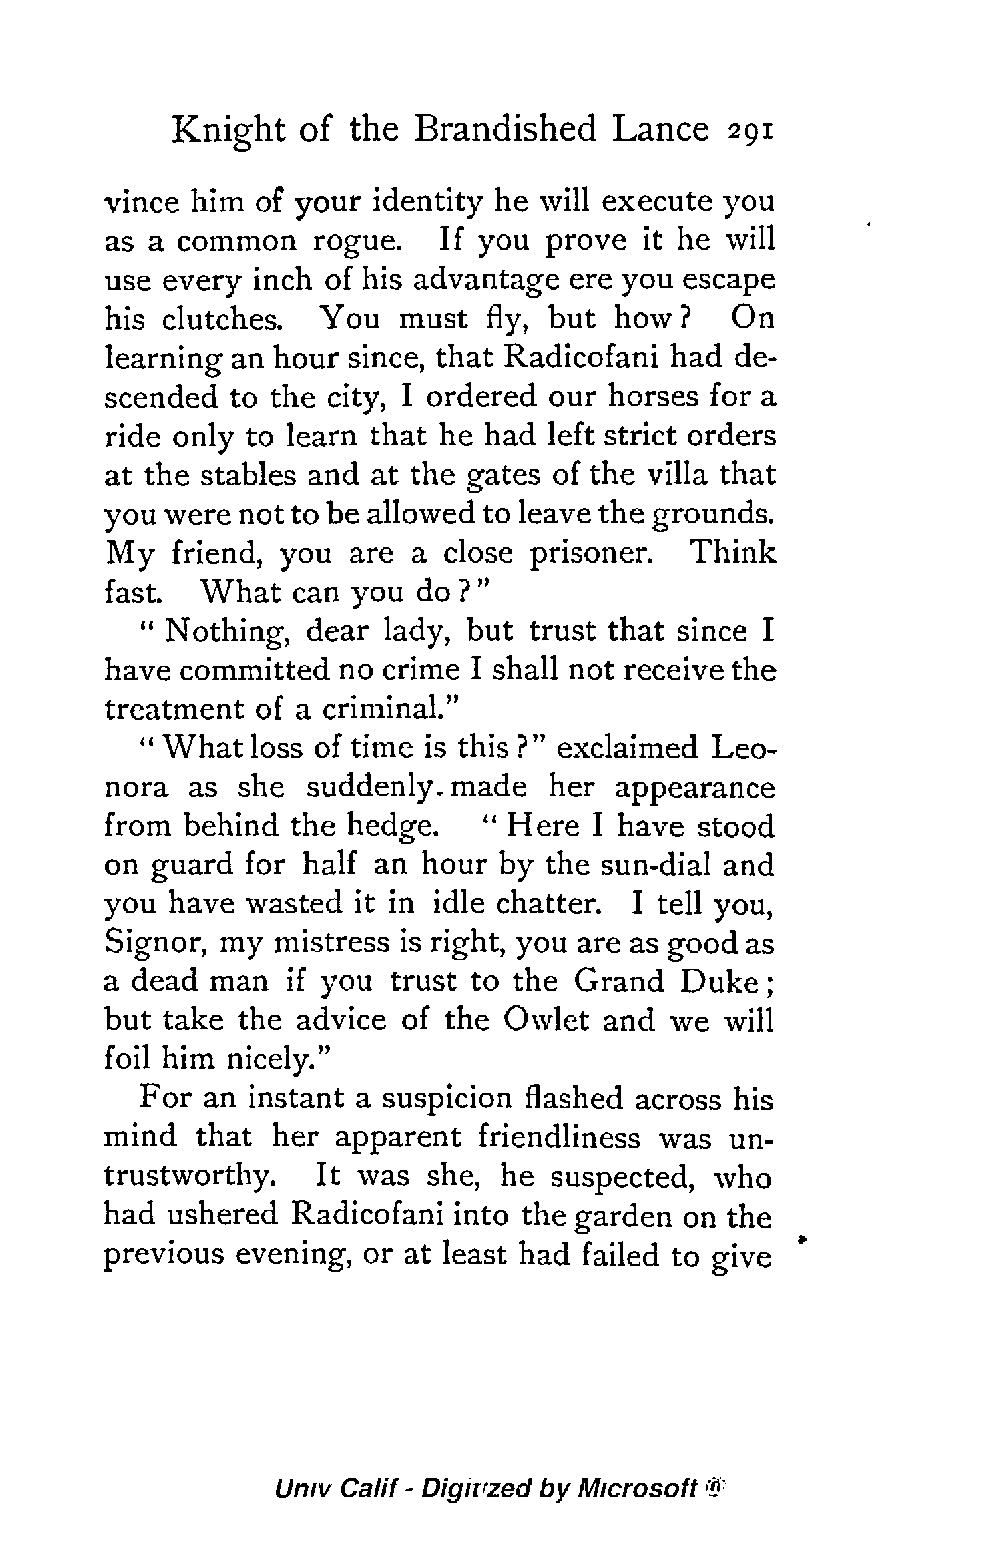 Knight of the Brandished Lance 291
vince him of your identity he will execute you
as a common rogue. If you prove it he will
use every inch of his advantage ere you escape
his clutches. You must fly, but how? On
learning an hour since, that Radicofani had de-
scended to the city, I ordered our horses for a
ride only to learn that he had left strict orders
at the stables and at the gates of the villa that
you were not to be allowed to leave the grounds.
My friend, you are a close prisoner. Think
fast. What can you do?"
"Nothing, dear lady, but trust that since I
have committed no crime I shall not receive the
treatment of a criminal."
"What loss of time is this?" exclaimed Leo-
nora as she suddenly. made her appearance
from behind the hedge. "Here I have stood
on guard for half an hour by the sun-dial and
you have wasted it in idle chatter. I tell you,
Signor, my mistress is right, you are as good as
a dead man if you trust to the Grand Duke;
but take the advice of the Owlet and we will
foil him nicely."
For an instant a suspicion flashed across his
mind that her apparent friendliness was un-
trustworthy. It was she, he suspected, who
had ushered Radicofani into the garden on the
previous evening, or at least had failed to give
Univ Calif - Digitized by Microsoft ®